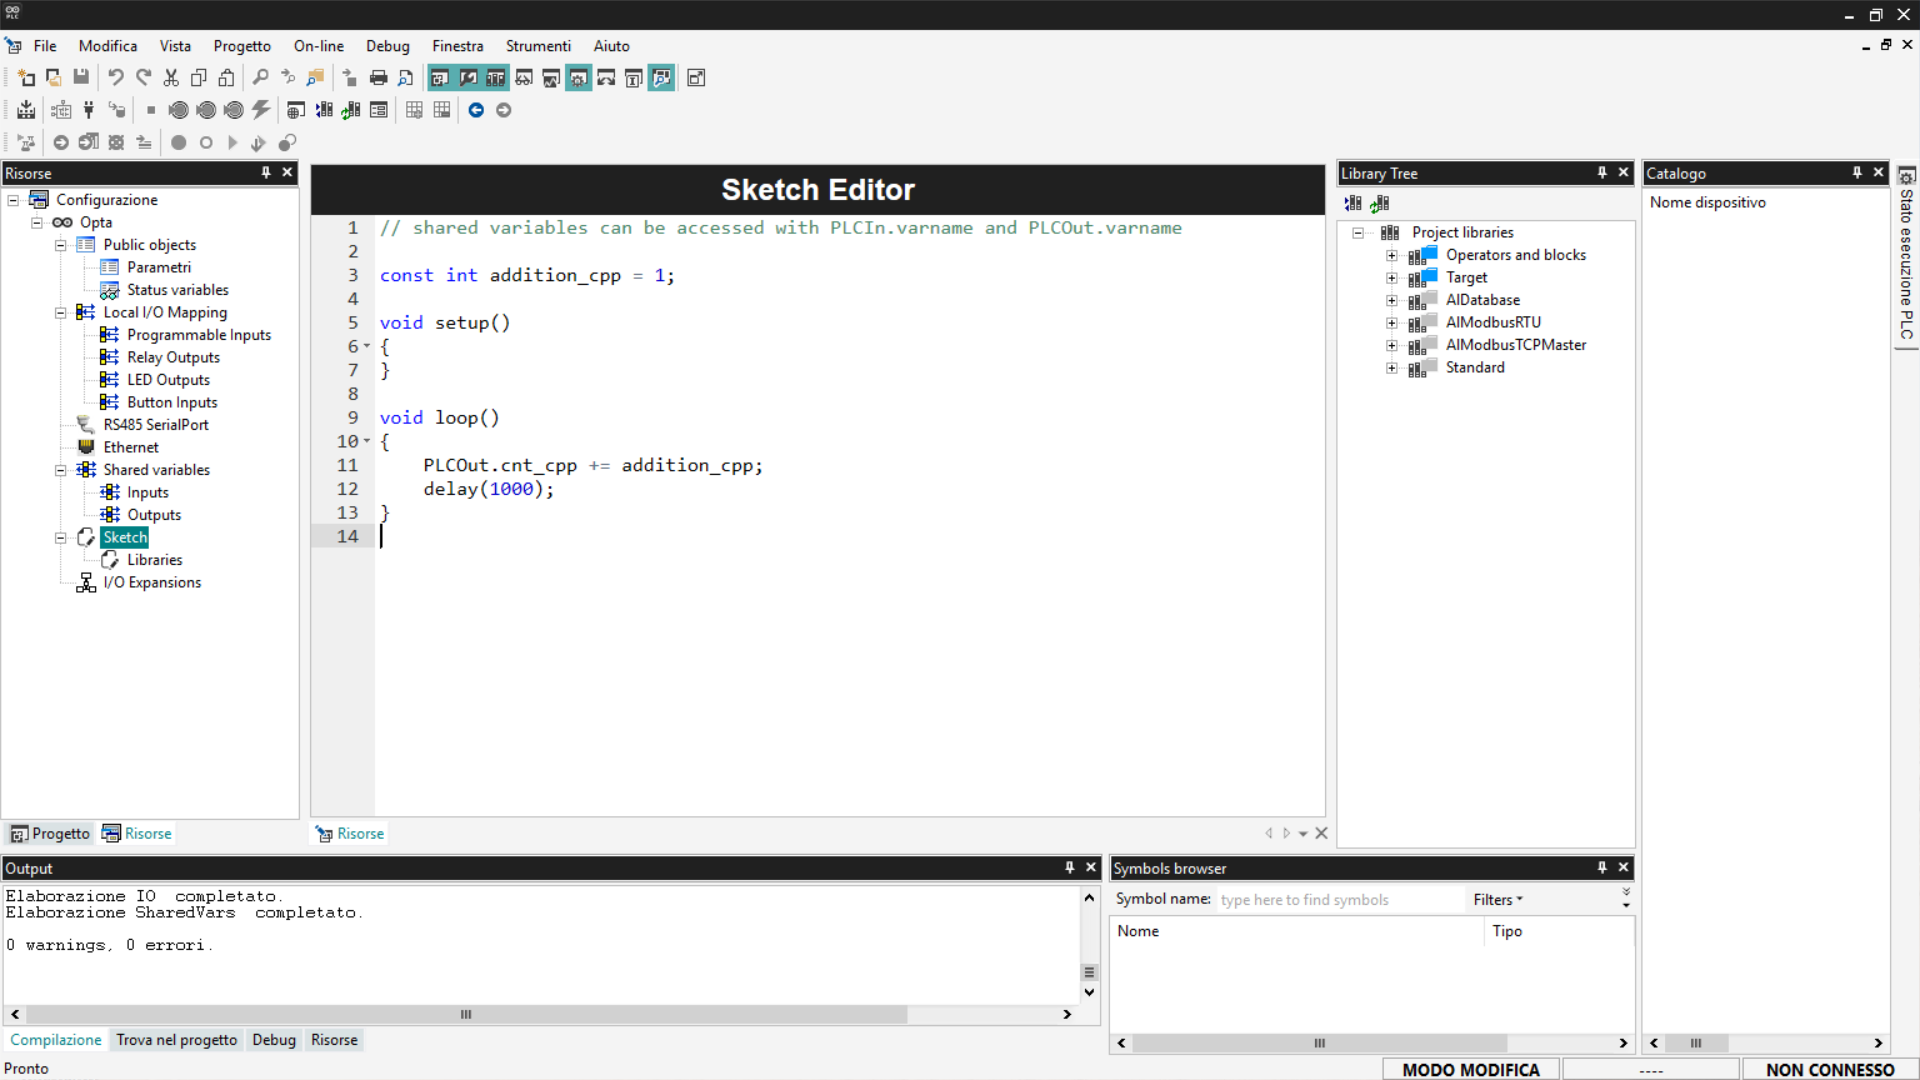 File Modifica Vista Progetto On-line Debug Finestra Strumenti Aiuto
Risorse
Configurazione
Opta
Public objects
Parametri
Status variables
Local I/O Mapping
Programmable Inputs
Relay Outputs
LED Outputs
Button Inputs
RS485 SerialPort
Ethernet
Shared variables
Inputs
Outputs
Sketch
Libraries
I/O Expansions
Progetto Risorse
Sketch Editor
1 // shared variables can be accessed with PLCIn.varname and PLCOut.varname
2
3 const int addition_cpp = 1;
4
5 void setup()
6 {
7 }
8
9 void loop()
10 {
11 PLCOut.cnt_cpp += addition_cpp;
12 delay(1000);
13 }
14
Risorse
Library Tree
Project libraries
Operators and blocks
Target
AlDatabase
AlModbusRTU
AlModbusTCPMaster
Standard
Catalogo
Nome dispositivo
Stato esecuzione PLC
Output
Elaborazione IO completato.
Elaborazione SharedVars completato.
0 warnings, 0 errori.
Compilazione Trova nel progetto Debug Risorse
Symbols browser
Symbol name: type here to find symbols Filters
Nome Tipo
Pronto
MODO MODIFICA ---- NON CONNESSO